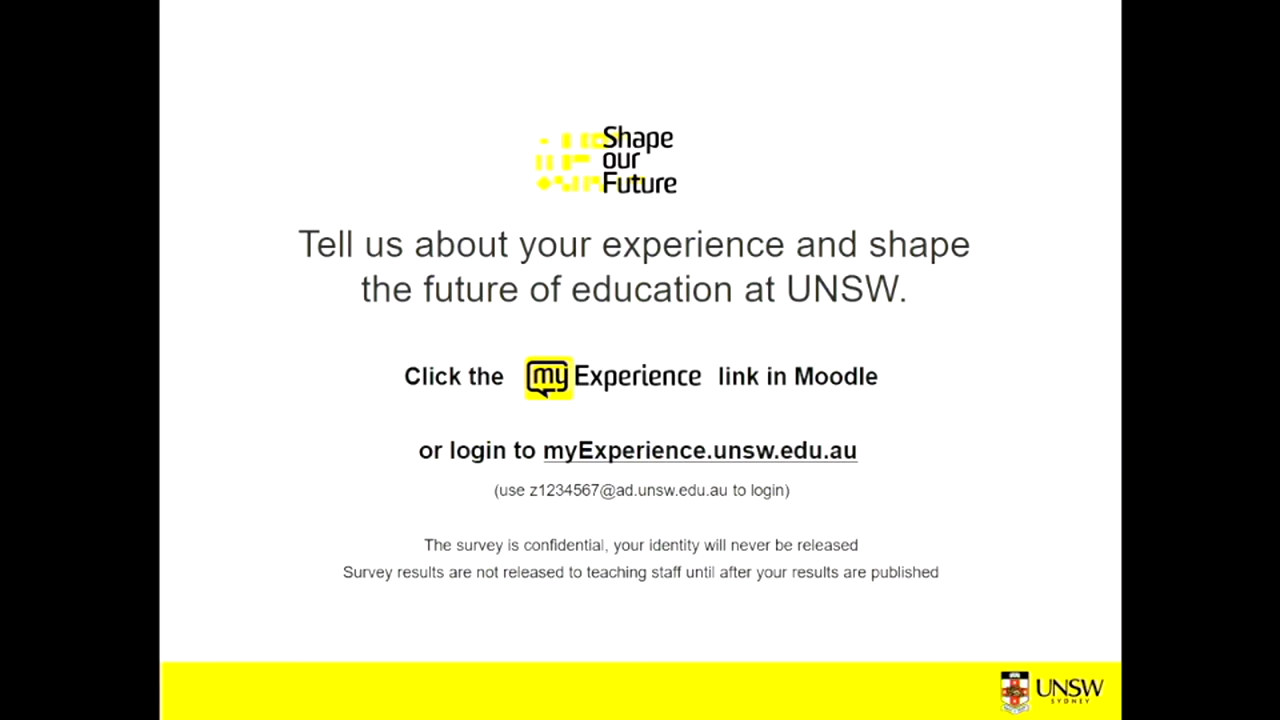 Shape
our
Future
Tell us about your experience and shape
the future of education at UNSW.
Click the my Experience link in Moodle
or login to myExperience.unsw.edu.au
(use z1234567@ad.unsw.edu.au to login)
The survey is confidential, your identity will never be released
Survey results are not released to teaching staff until after your results are published
UNSW
SYDNEY